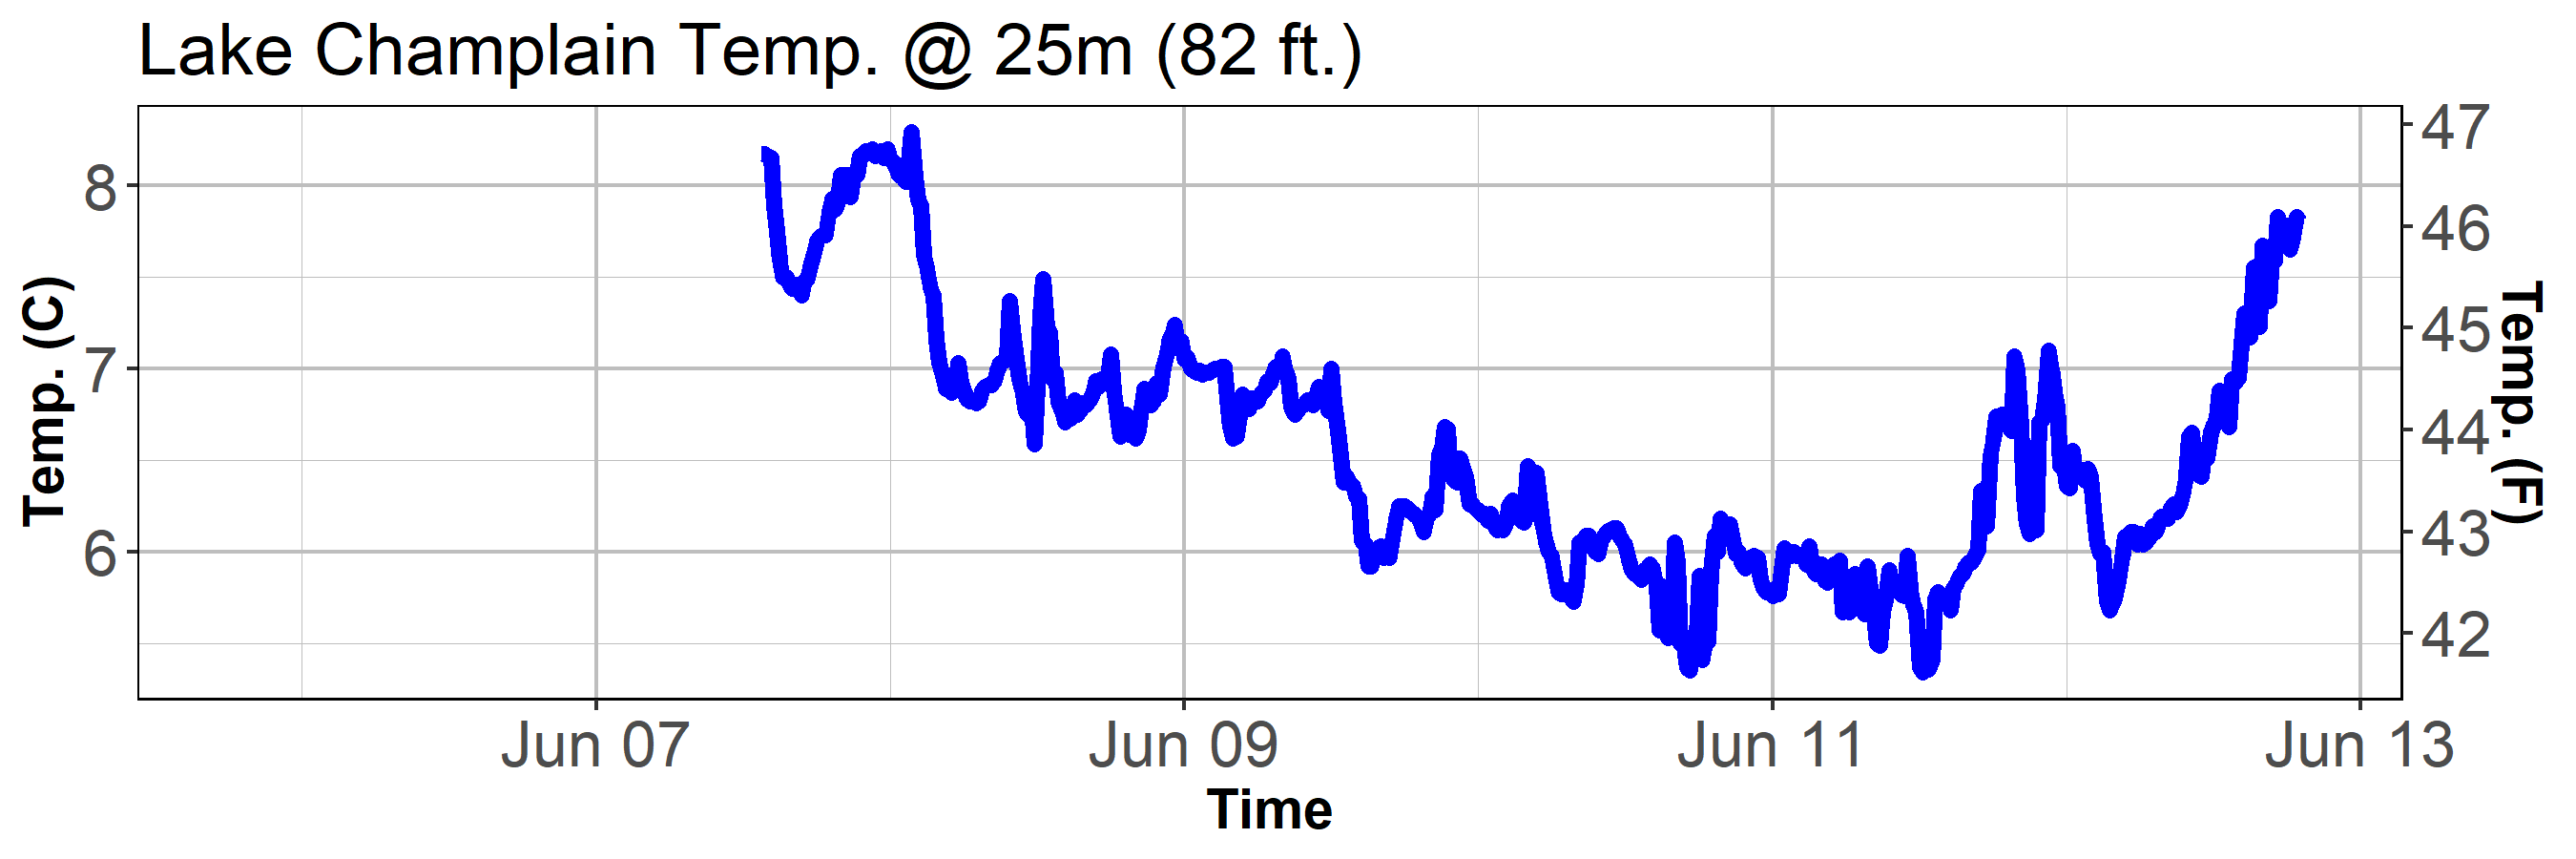 Lake Champlain Temp. @ 25m (82 ft.)
Temp. (C)
8
7
6
47
46
45
44
43
42
Temp. (F)
Jun 07 Jun 09 Jun 11 Jun 13
Time